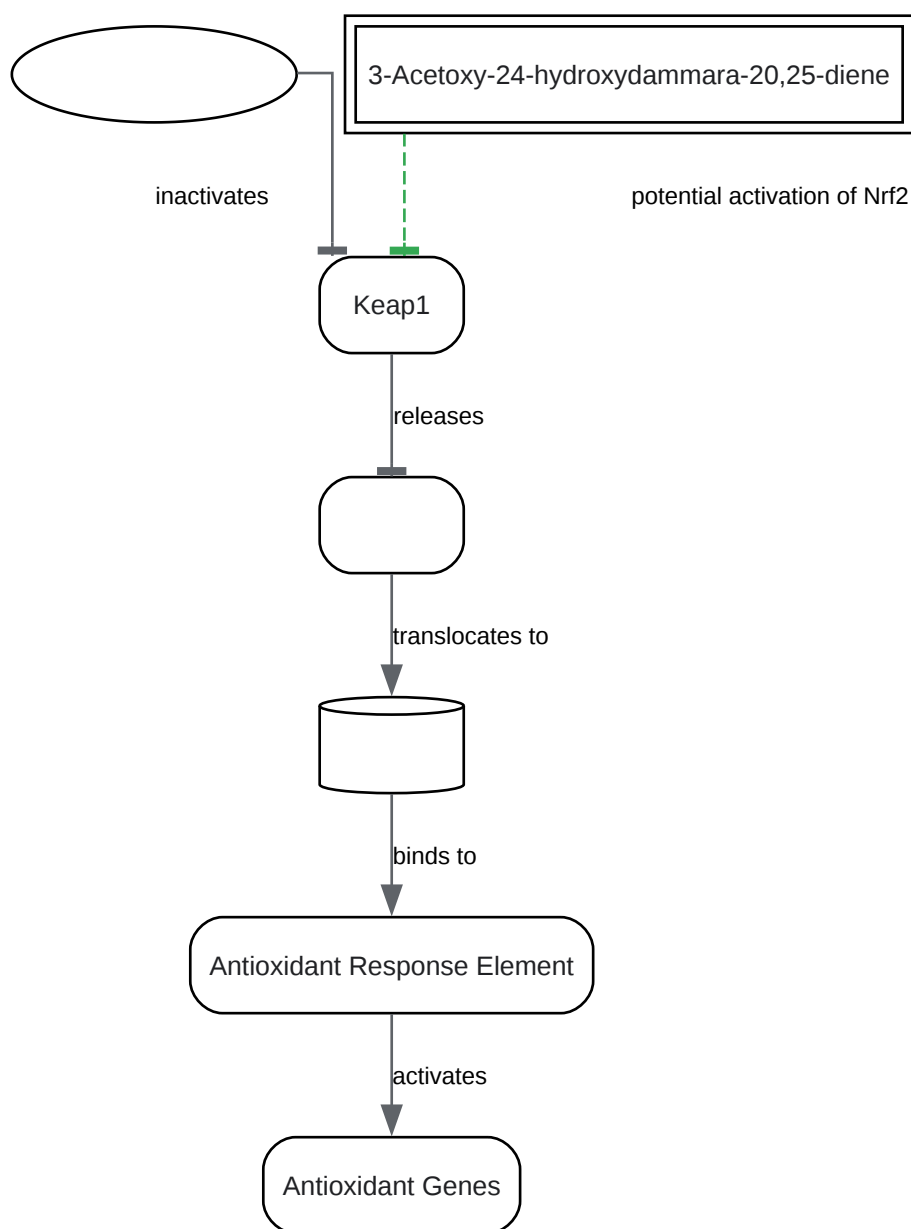 3-Acetoxy-24-hydroxydammara-20,25-diene
inactivates
potential activation of Nrf2
Keap1
releases
translocates to
binds to
Antioxidant Response Element
activates
Antioxidant Genes